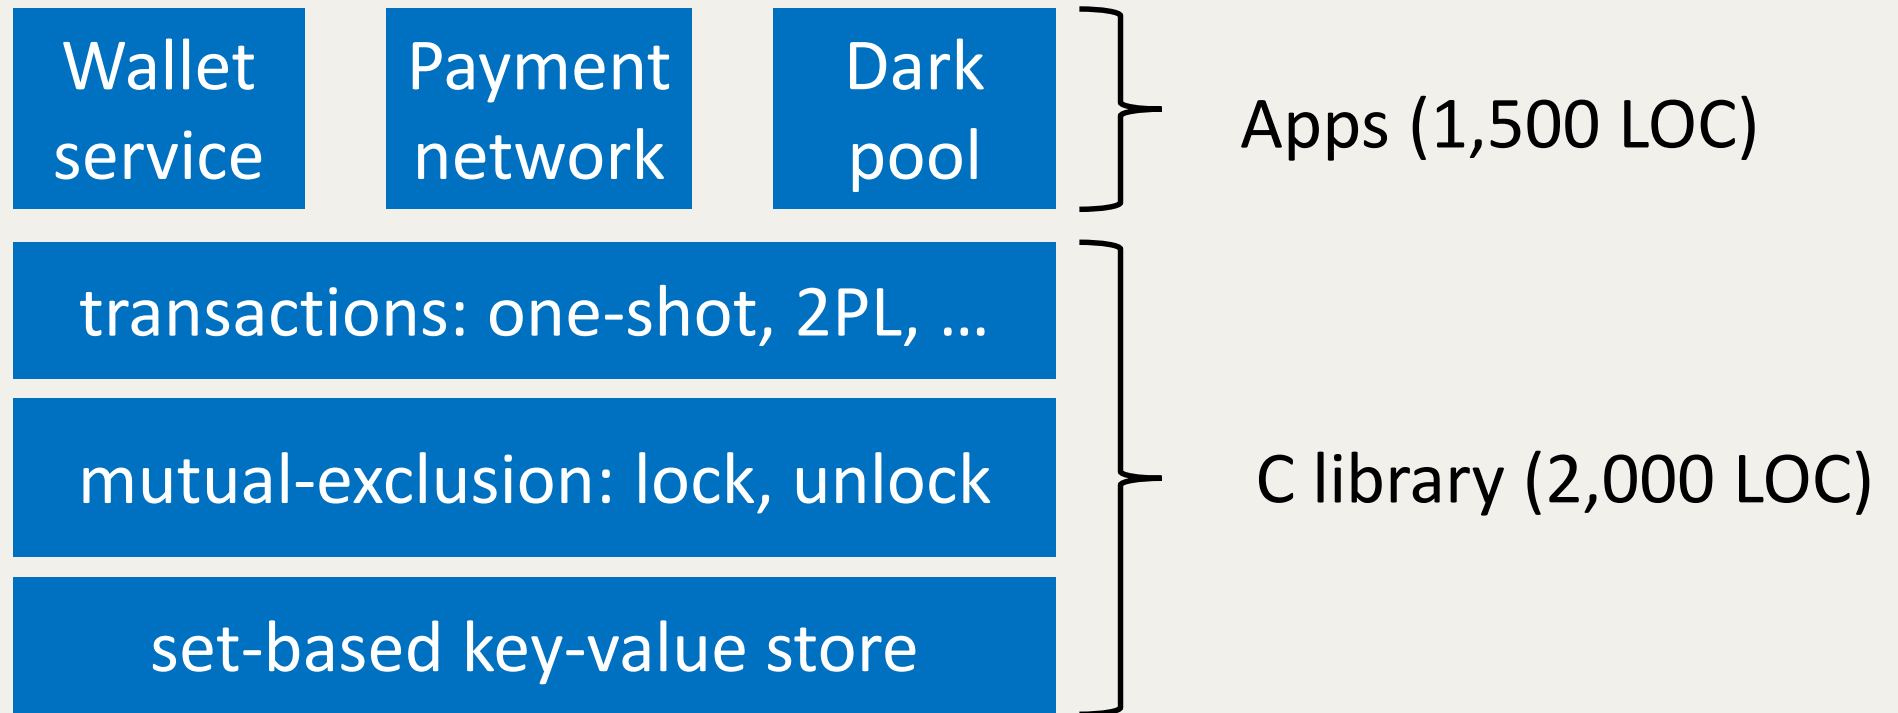 Wallet
service
Payment
network
Dark
pool
Apps (1,500 LOC)
transactions: one-shot, 2PL, ...
mutual-exclusion: lock, unlock
C library (2,000 LOC)
set-based key-value store